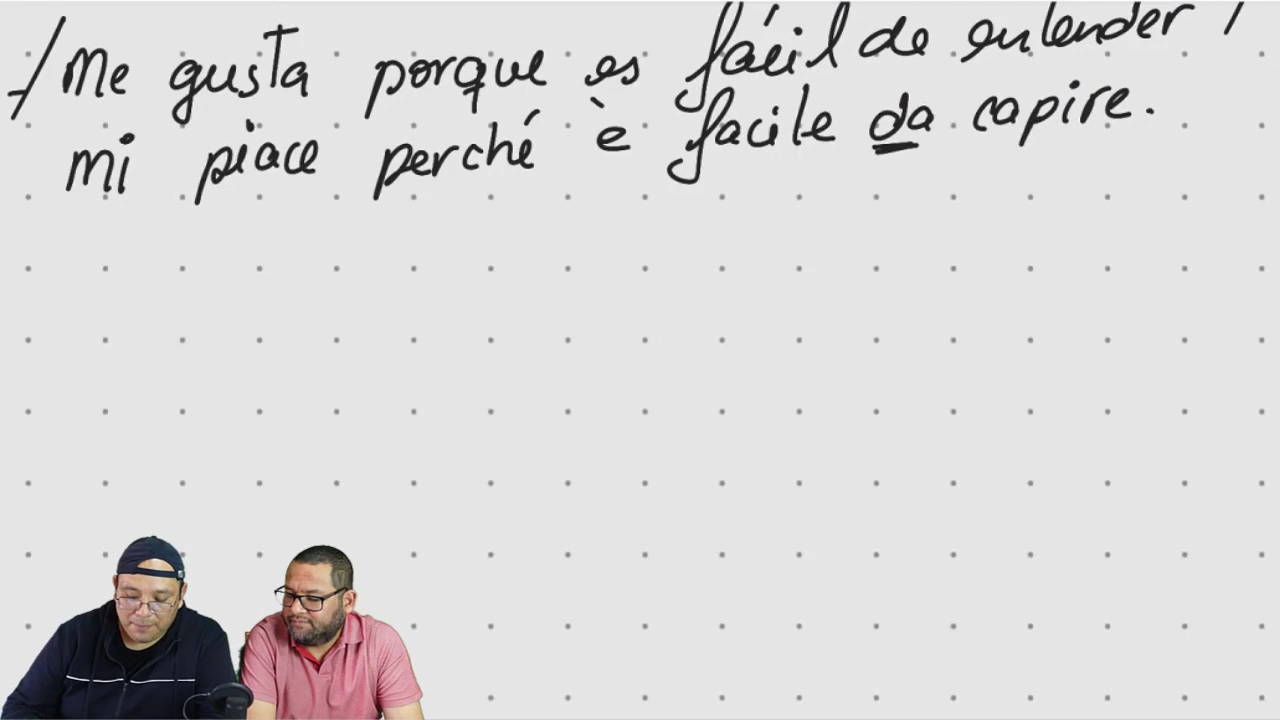 -/Me gusta porque es fácil de entender /
mi piace perché è facile da capire.